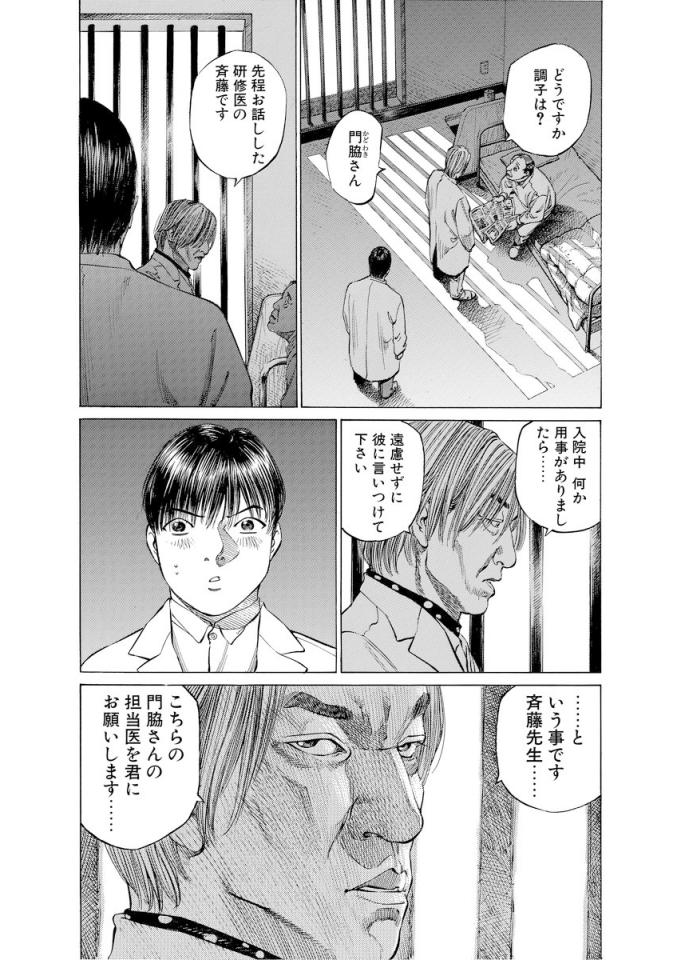 どうですか
調子は？
門脇さん
かどわき
先程お話しした
研修医の
斉藤です
入院中 何か
用事がありまし
たら……
遠慮せずに
彼に言いつけて
下さい
……と
いう事です
斉藤先生……
こちらの
門脇さんの
担当医を君に
お願いします……